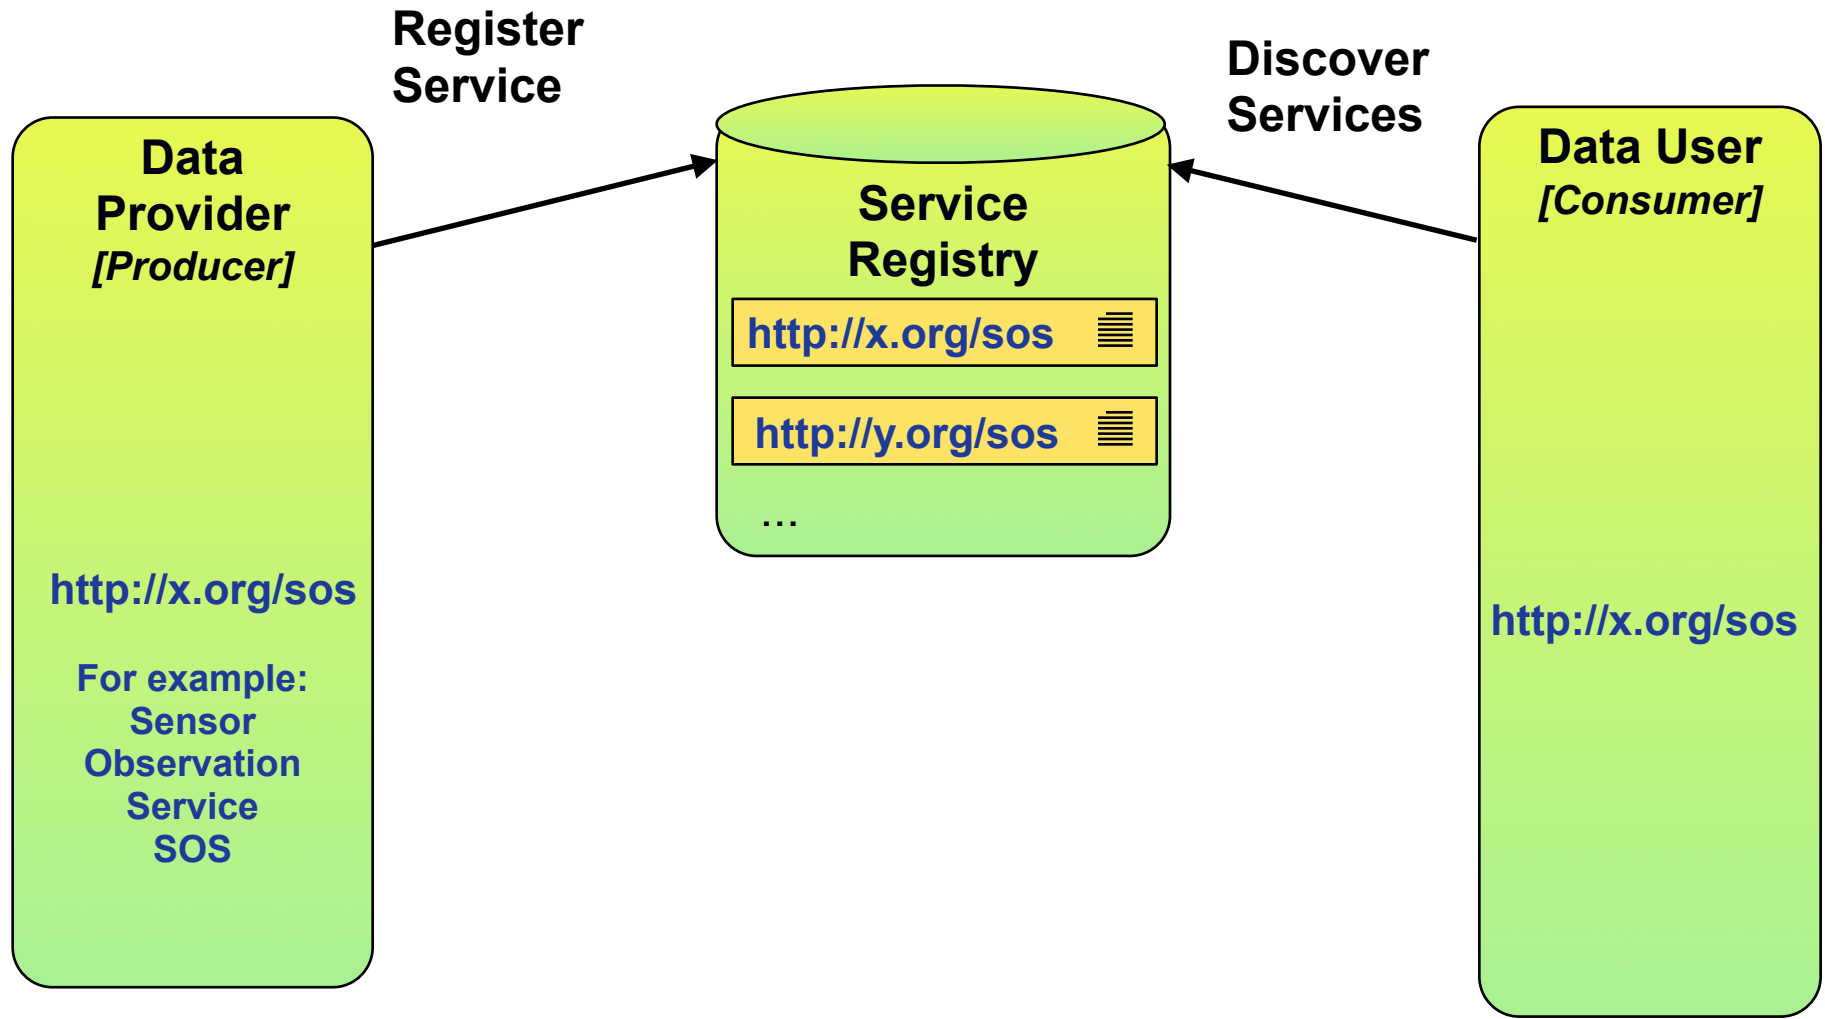 Register
Service
Discover
Services
Data
Provider
[Producer]
http://x.org/sos
For example:
Sensor
Observation
Service
SOS
Service
Registry
http://x.org/sos
http://y.org/sos
...
Data User
[Consumer]
http://x.org/sos